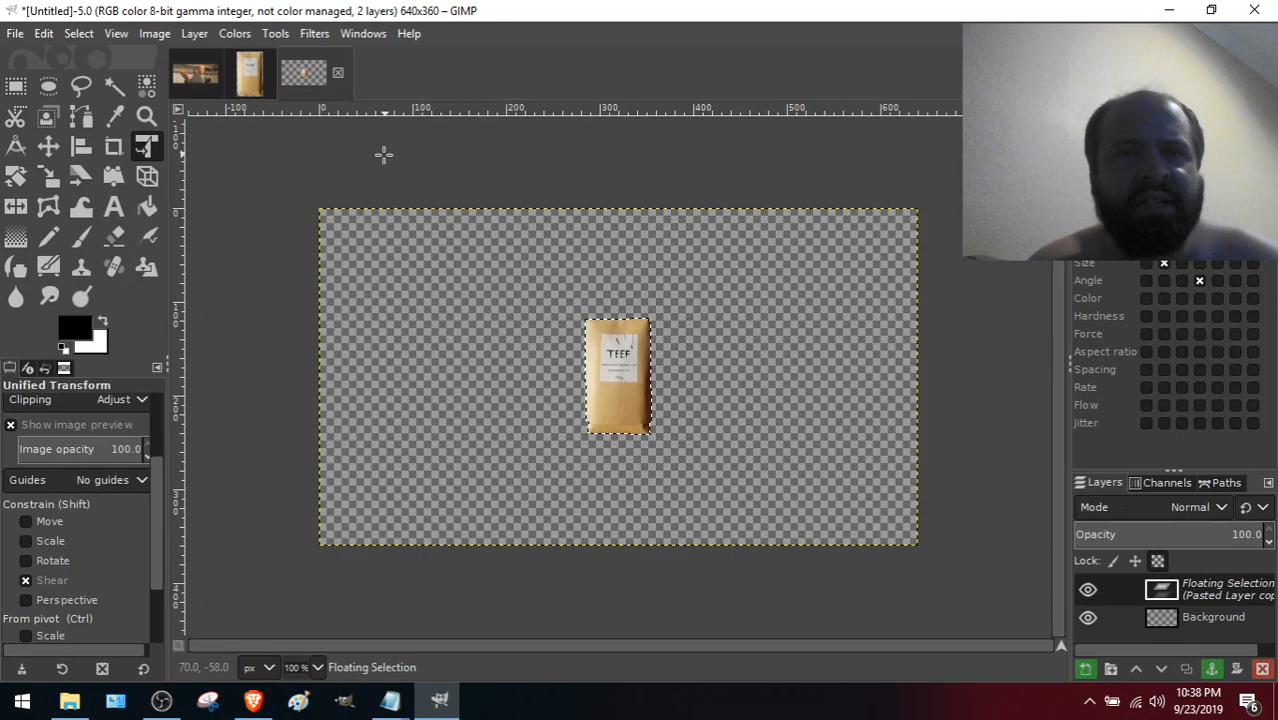 *[Untitled]-5.0 (RGB color 8-bit gamma integer, not color managed, 2 layers) 640x360 – GIMP
File Edit Select View Image Layer Colors Tools Filters Windows Help
-100 0 100 200 300 400 500 600
TEFF
Unified Transform
Clipping Adjust
Show image preview
Image opacity 100.0
Guides No guides
Constrain (Shift)
Move
Scale
Rotate
Shear
Perspective
From pivot (Ctrl)
Scale
Size
Angle
Color
Hardness
Force
Aspect ratio
Spacing
Rate
Flow
Jitter
Layers Channels Paths
Mode Normal
Opacity 100.0
Lock:
Floating Selection
(Pasted Layer cop
Background
70.0, -58.0 px 100 % Floating Selection
10:38 PM
9/23/2019
6